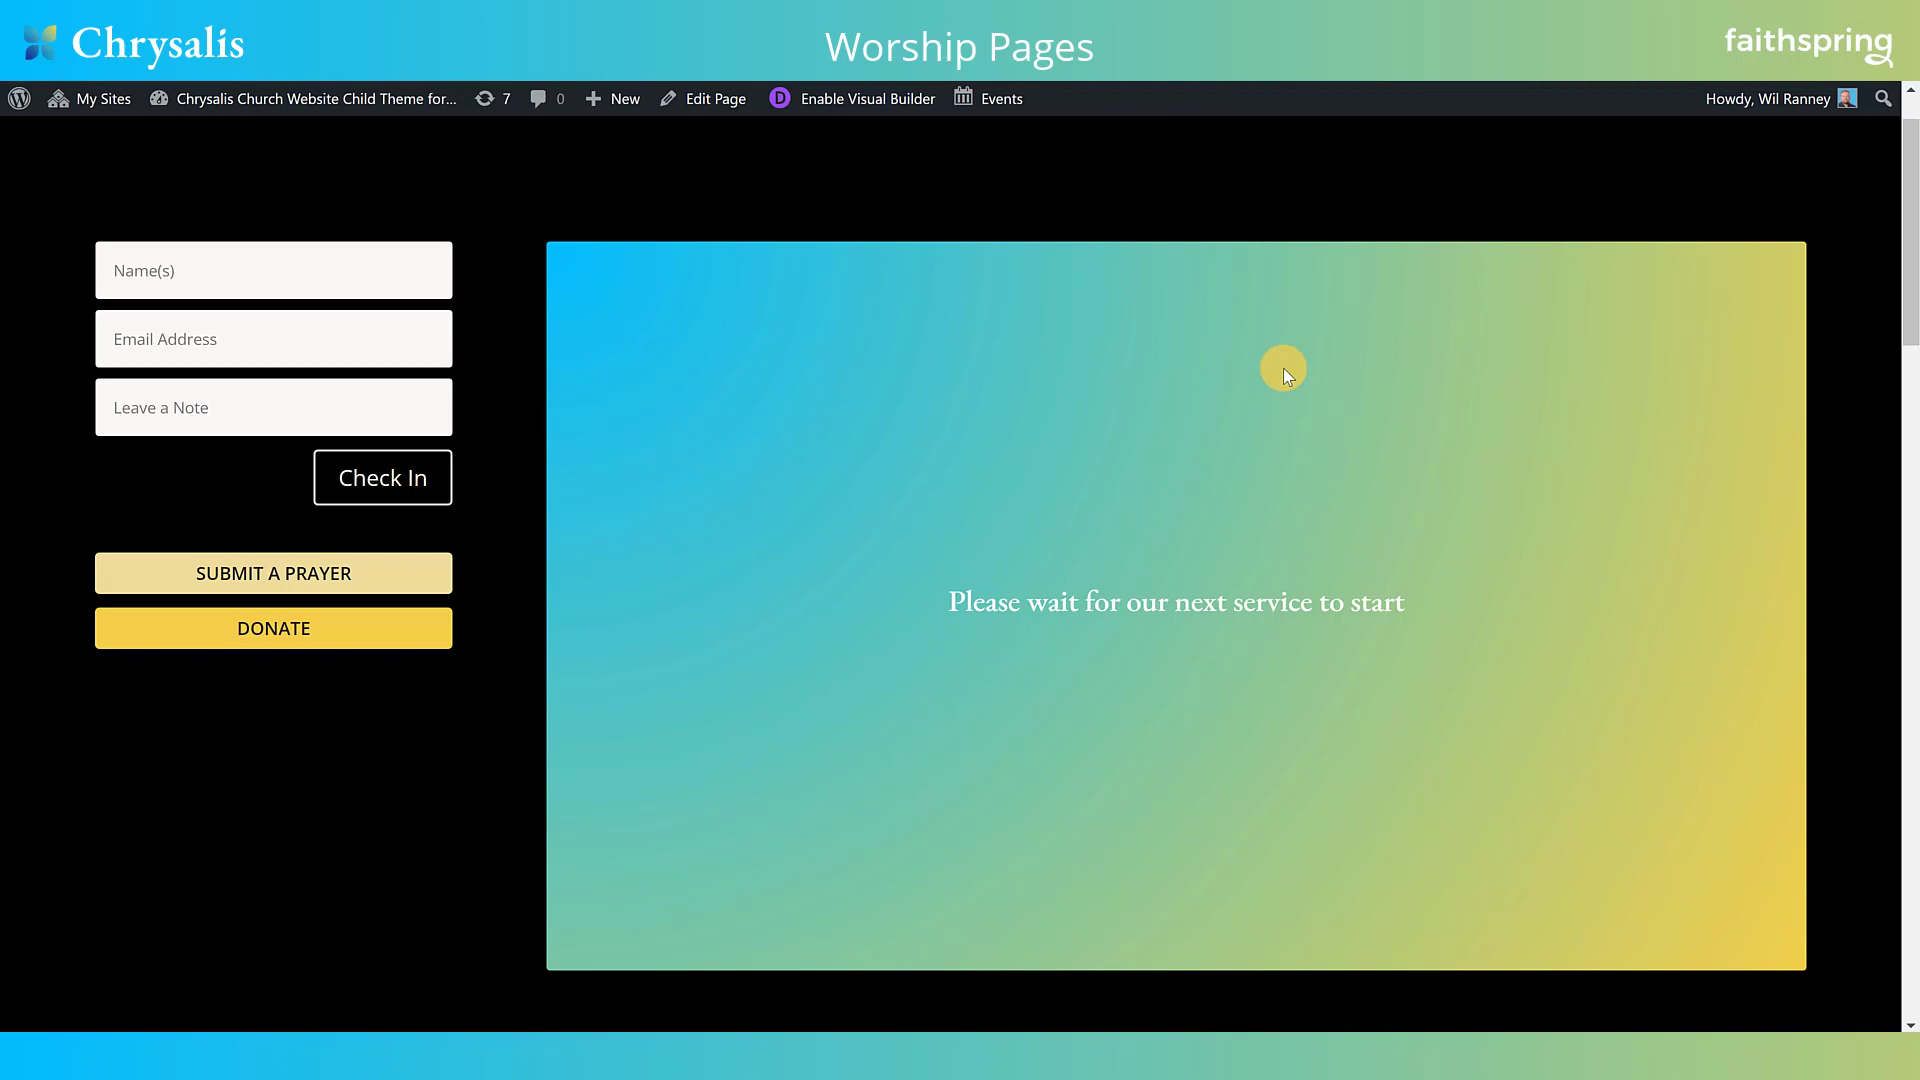 Chrysalis
Worship Pages
faithspring
My Sites
Chrysalis Church Website Child Theme for...
7
0
New
Edit Page
D
Enable Visual Builder
Events
Howdy, Wil Ranney
Name(s)
Email Address
Leave a Note
Check In
SUBMIT A PRAYER
DONATE
Please wait for our next service to start